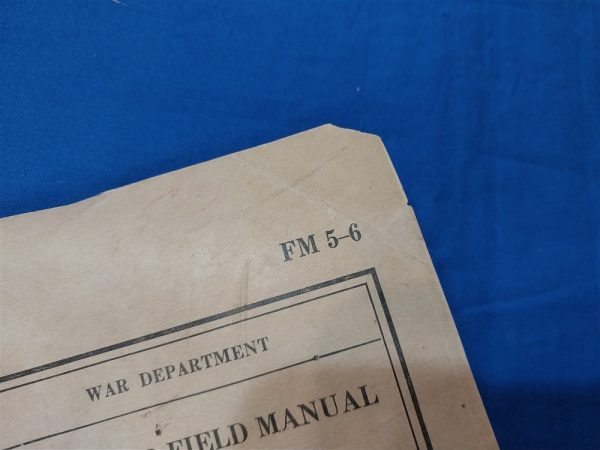 FM 5–6
WAR DEPARTMENT
FIELD MANUAL